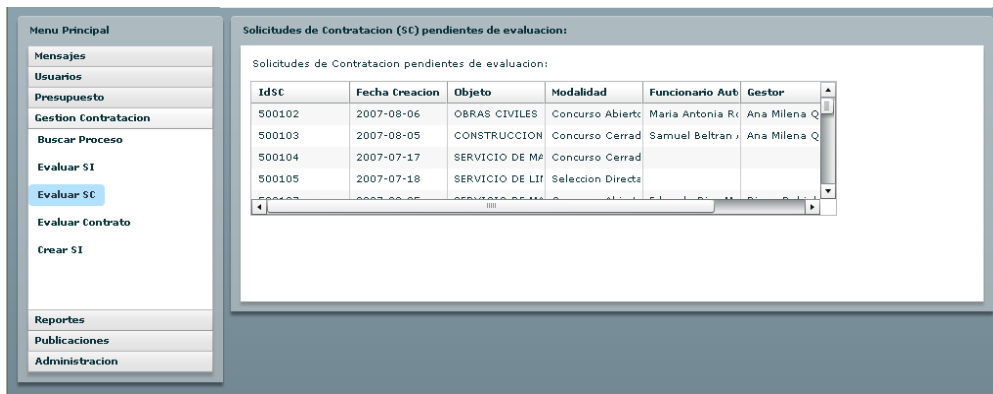 Menu Principal
Mensajes
Usuarios
Presupuesto
Gestion Contratacion
Buscar Proceso
Evaluar SI
Evaluar SC
Evaluar Contrato
Crear SI
Reportes
Publicaciones
Administracion
Solicitudes de Contratacion (SC) pendientes de evaluacion:
Solicitudes de Contratacion pendientes de evaluacion:
IdSC Fecha Creacion Objeto Modalidad Funcionario Aut Gestor
500102 2007-08-06 OBRAS CIVILES Concurso Abierto Maria Antonia Ro Ana Milena Q
500103 2007-08-05 CONSTRUCCION Concurso Cerrad Samuel Beltran Ana Milena Q
500104 2007-07-17 SERVICIO DE MA Concurso Cerrad
500105 2007-07-18 SERVICIO DE LI Seleccion Directa